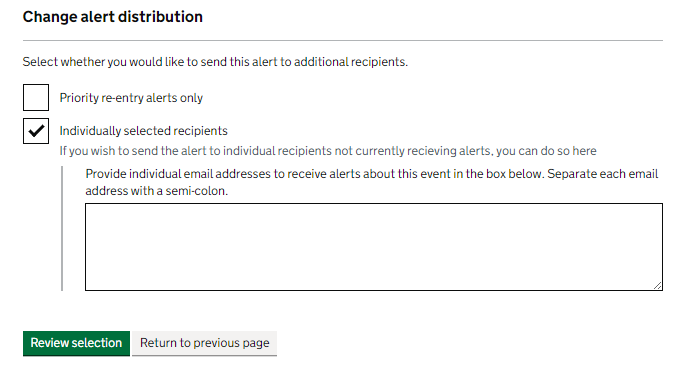 Change alert distribution
Select whether you would like to send this alert to additional recipients.
Priority re-entry alerts only
Individually selected recipients
If you wish to send the alert to individual recipients not currently recieving alerts, you can do so here
Provide individual email addresses to receive alerts about this event in the box below. Separate each email
address with a semi-colon.
Review selection
Return to previous page